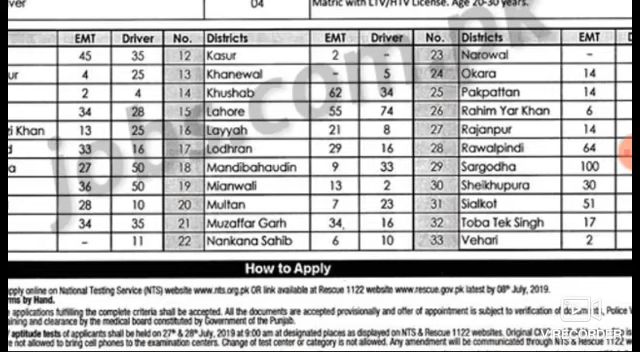 ver 04 Matric with LTV/HTV License. Age 20-30 years.
EMT Driver No. Districts EMT Driver No. Districts EMT
45 35 12 Kasur 2 - 23 Narowal -
ur 4 25 13 Khanewal - 5 24 Okara 14
2 4 14 Khushab 62 34 25 Pakpattan 14
34 28 15 Lahore 55 74 26 Rahim Yar Khan 6
i Khan 13 25 16 Layyah 21 8 27 Rajanpur 14
d 33 16 17 Lodhran 29 16 28 Rawalpindi 64
a 27 50 18 Mandibahaudin 9 33 29 Sargodha 100
36 50 19 Mianwali 13 2 30 Sheikhupura 30
28 10 20 Multan 7 23 31 Sialkot 51
34 35 21 Muzaffar Garh 34 16 32 Toba Tek Singh 17
- 11 22 Nankana Sahib 6 10 33 Vehari 2
How to Apply
pply online on National Testing Service (NTS) website www.nts.org.pk OR link available at Rescue 1122 website www.rescue.gov.pk latest by 08th July, 2019.
ms by Hand.
applications fulfilling the complete criteria shall be accepted. All the documents are accepted provisionally and offer of appointment is subject to verification of Police
aining and clearance by the medical board constituted by Government of the Punjab.
aptitude tests of applicants shall be held on 27th & 28th July, 2019 at 9:00 am at designated places as displayed on NTS & Rescue 1122 websites. Original
e not allowed to bring cell phones to the examination centers. Change of test center or category is not allowed. Any amendment will be communicated through NTS & Rescue 1122
RECORDER